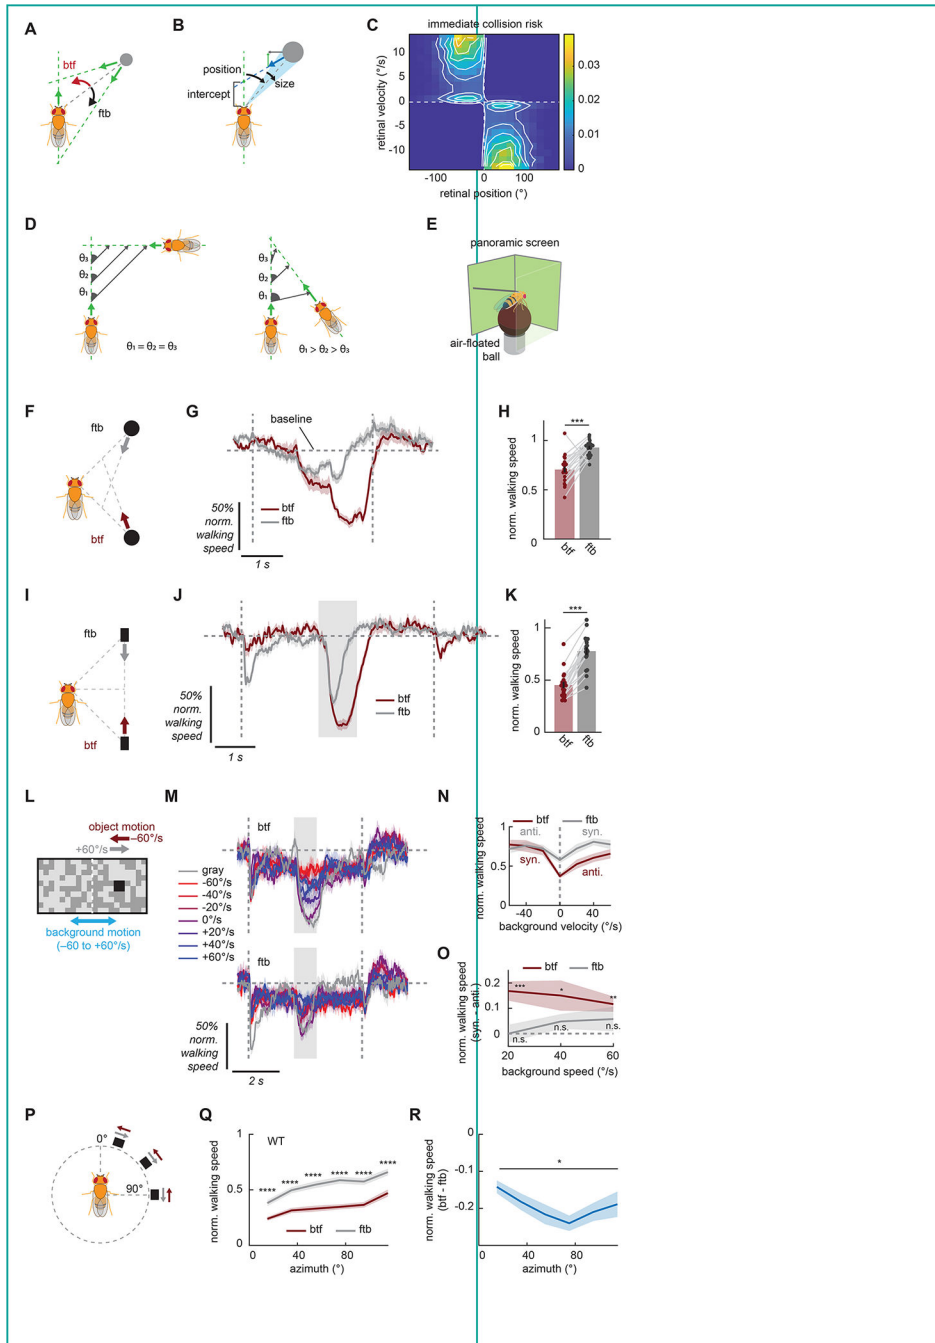 A
btf
ftb
B
position
size
intercept
C
immediate collision risk
retinal velocity (°/s)
10
5
0
-5
-10
-100
0
100
retinal position (°)
0.03
0.02
0.01
0
D
θ₃
θ₂
θ₁
θ₁ = θ₂ = θ₃
θ₃
θ₂
θ₁
θ₁ > θ₂ > θ₃
E
panoramic screen
air-floated
ball
F
ftb
btf
G
baseline
50%
norm.
walking
speed
1 s
btf
ftb
H
norm. walking speed
1
0.5
0
***
btf
ftb
I
ftb
btf
J
50%
norm.
walking
speed
1 s
btf
ftb
K
norm. walking speed
1
0.5
0
***
btf
ftb
L
object motion
–60°/s
+60°/s
background motion
(–60 to +60°/s)
M
btf
gray
-60°/s
-40°/s
-20°/s
0°/s
+20°/s
+40°/s
+60°/s
ftb
50%
norm.
walking
speed
2 s
N
btf
ftb
anti.
syn.
syn.
anti.
norm. walking speed
1
0.5
0
-40
0
40
background velocity (°/s)
O
btf
ftb
norm. walking speed
(syn. - anti.)
0.2
0.1
0
***
*
**
n.s.
n.s.
n.s.
20
40
60
background speed (°/s)
P
0°
90°
Q
WT
norm. walking speed
1
0.5
0
****
****
****
****
****
****
btf
ftb
0
40
80
azimuth (°)
R
norm. walking speed
(btf - ftb)
0
-0.1
-0.2
*
0
40
80
azimuth (°)